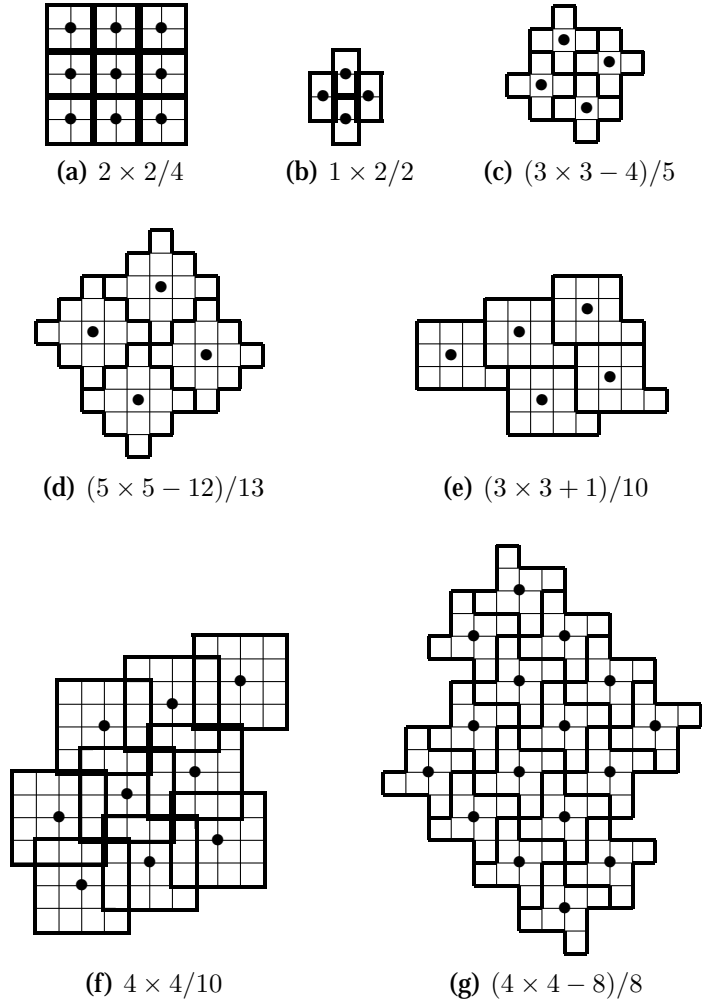 (a) 2 × 2/4 (b) 1 × 2/2 (c) (3 × 3 − 4)/5
(d) (5 × 5 − 12)/13 (e) (3 × 3 + 1)/10
(f) 4 × 4/10 (g) (4 × 4 − 8)/8